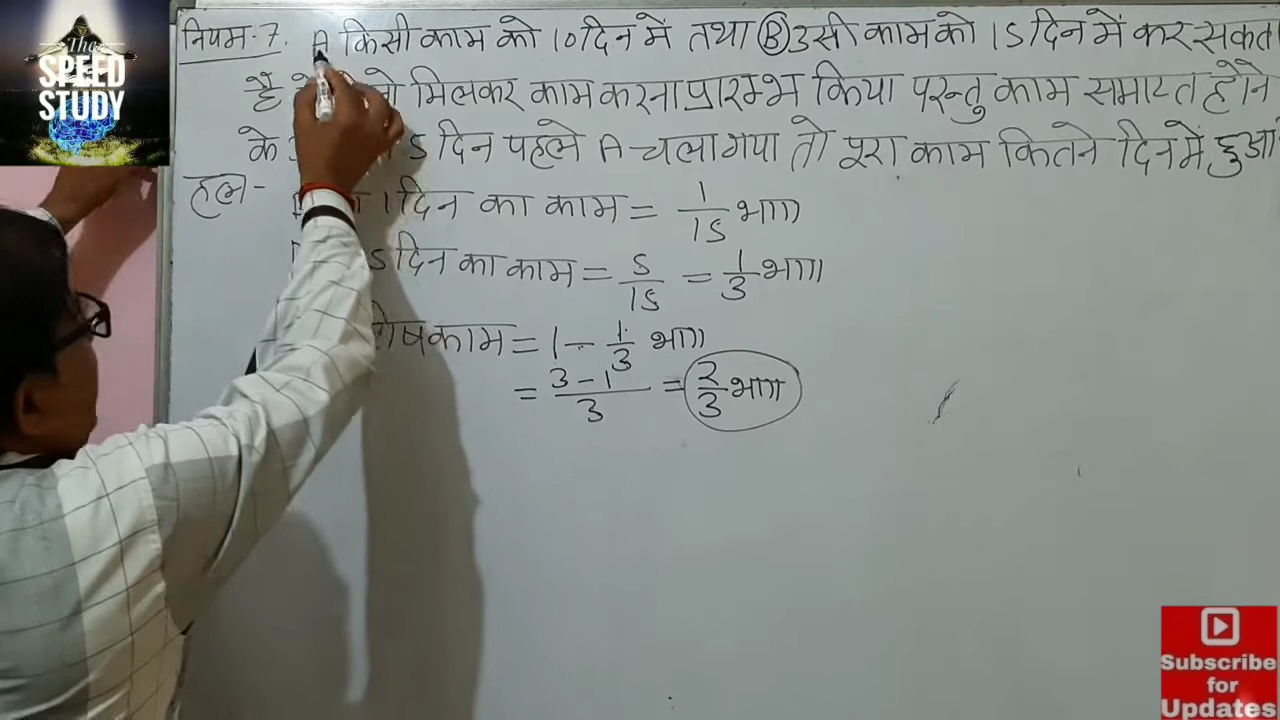 The
SPEED
STUDY
नियम-7. A किसी काम को 10 दिन में तथा B उसी काम को 15 दिन में कर सकता
है मिलकर काम करना प्रारम्भ किया परन्तु काम समाप्त होने
के 5 दिन पहले A चला गया तो पूरा काम कितने दिन में हुआ
हल- 1 दिन का काम = 1/15 भाग
5 दिन का काम = 5/15 = 1/3 भाग
शेष काम = 1 - 1/3 भाग
= 3-1/3 = 2/3 भाग
Subscribe
for
Updates